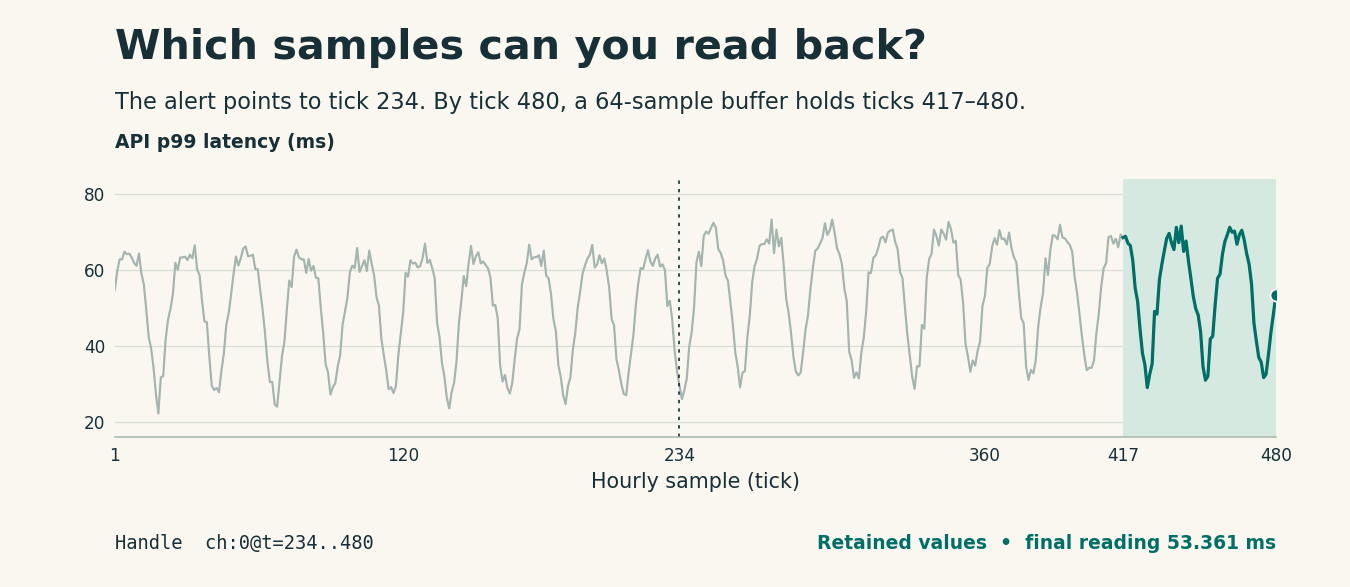 Which samples can you read back?
The alert points to tick 234. By tick 480, a 64-sample buffer holds ticks 417–480.
API p99 latency (ms)
80
60
40
20
1 120 234 360 417 480
Hourly sample (tick)
Handle ch:0@t=234..480
Retained values • final reading 53.361 ms